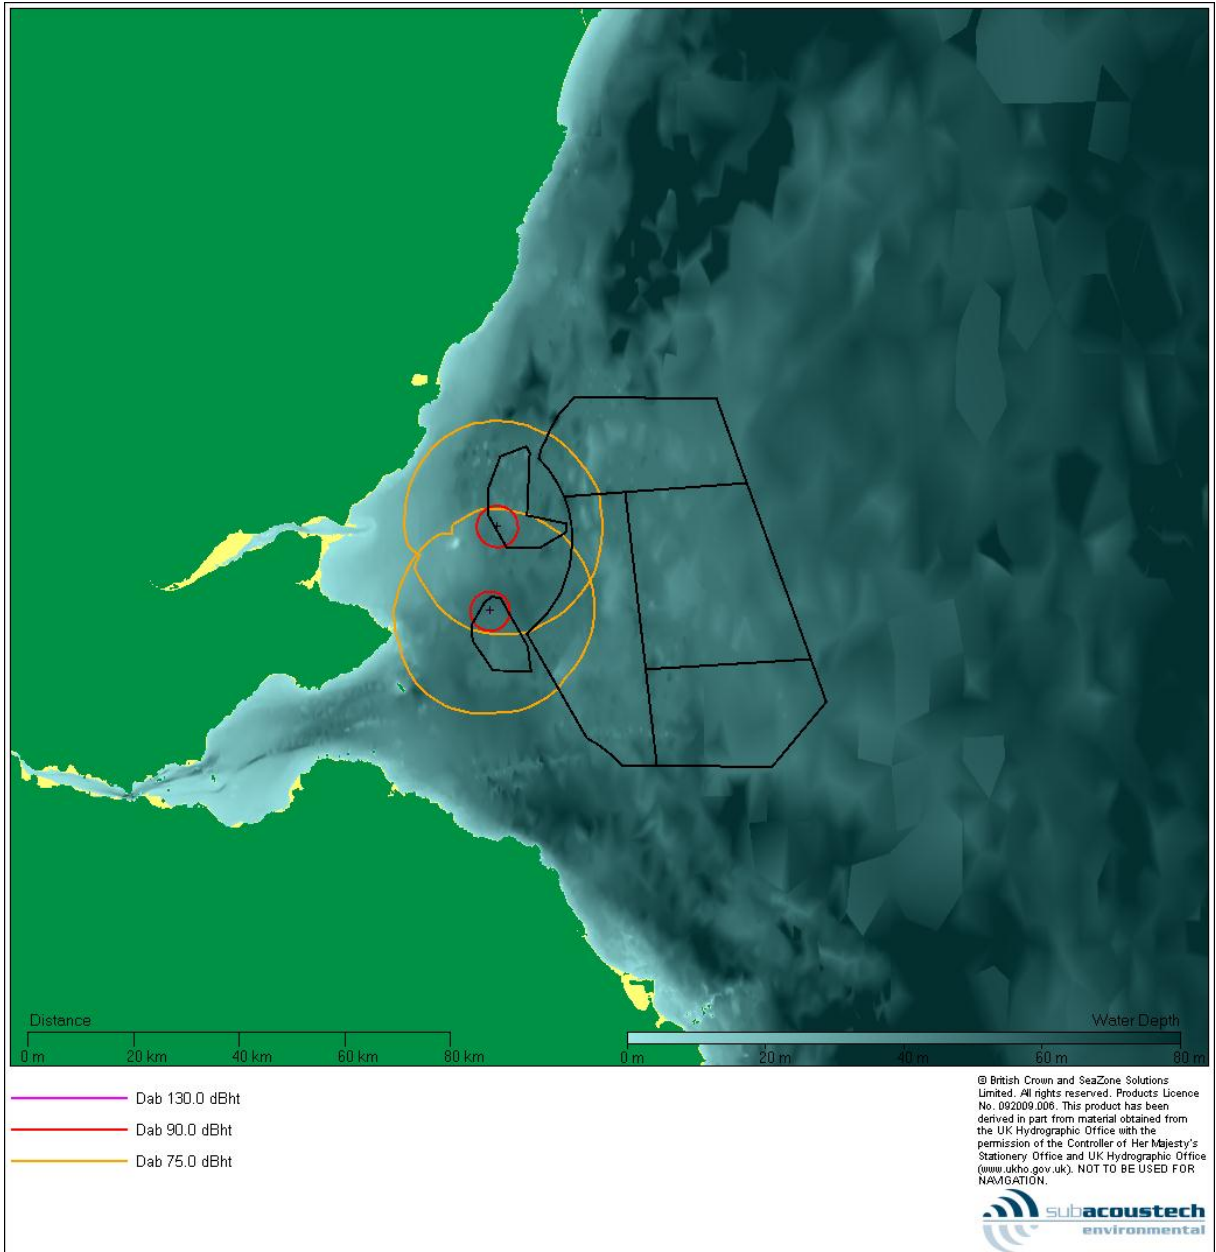 Distance
0 m 20 km 40 km 60 km 80 km
Water Depth
0 m 20 m 40 m 60 m 80 m
Dab 130.0 dBht
Dab 90.0 dBht
Dab 75.0 dBht
© British Crown and SeaZone Solutions
Limited. All rights reserved. Products Licence
No. 092009.006. This product has been
derived in part from material obtained from
the UK Hydrographic Office with the
permission of the Controller of Her Majesty's
Stationery Office and UK Hydrographic Office
(www.ukho.gov.uk). NOT TO BE USED FOR
NAVIGATION.
subacoustech
environmental